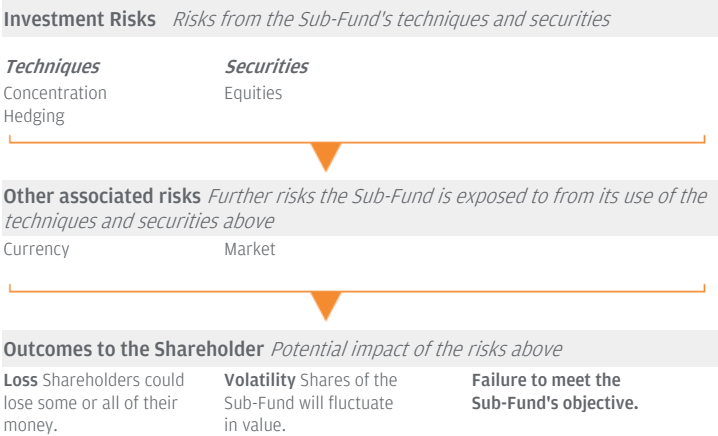 Investment Risks Risks from the Sub-Fund's techniques and securities
Techniques Securities
Concentration Equities
Hedging
Other associated risks Further risks the Sub-Fund is exposed to from its use of the
techniques and securities above
Currency Market
Outcomes to the Shareholder Potential impact of the risks above
Loss Shareholders could
lose some or all of their
money.
Volatility Shares of the
Sub-Fund will fluctuate
in value.
Failure to meet the
Sub-Fund's objective.